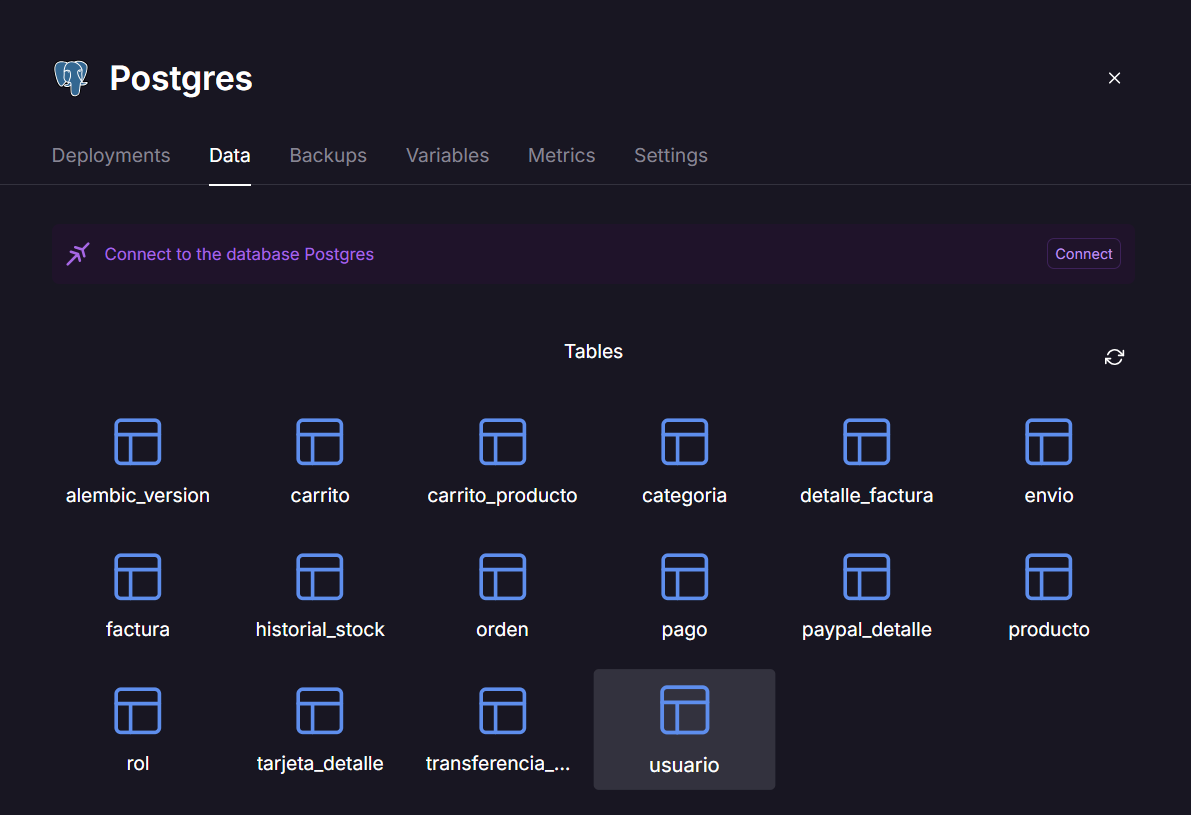 Postgres
Deployments Data Backups Variables Metrics Settings
Connect to the database Postgres Connect
Tables
alembic_version carrito carrito_producto categoria detalle_factura envio
factura historial_stock orden pago paypal_detalle producto
rol tarjeta_detalle transferencia_... usuario